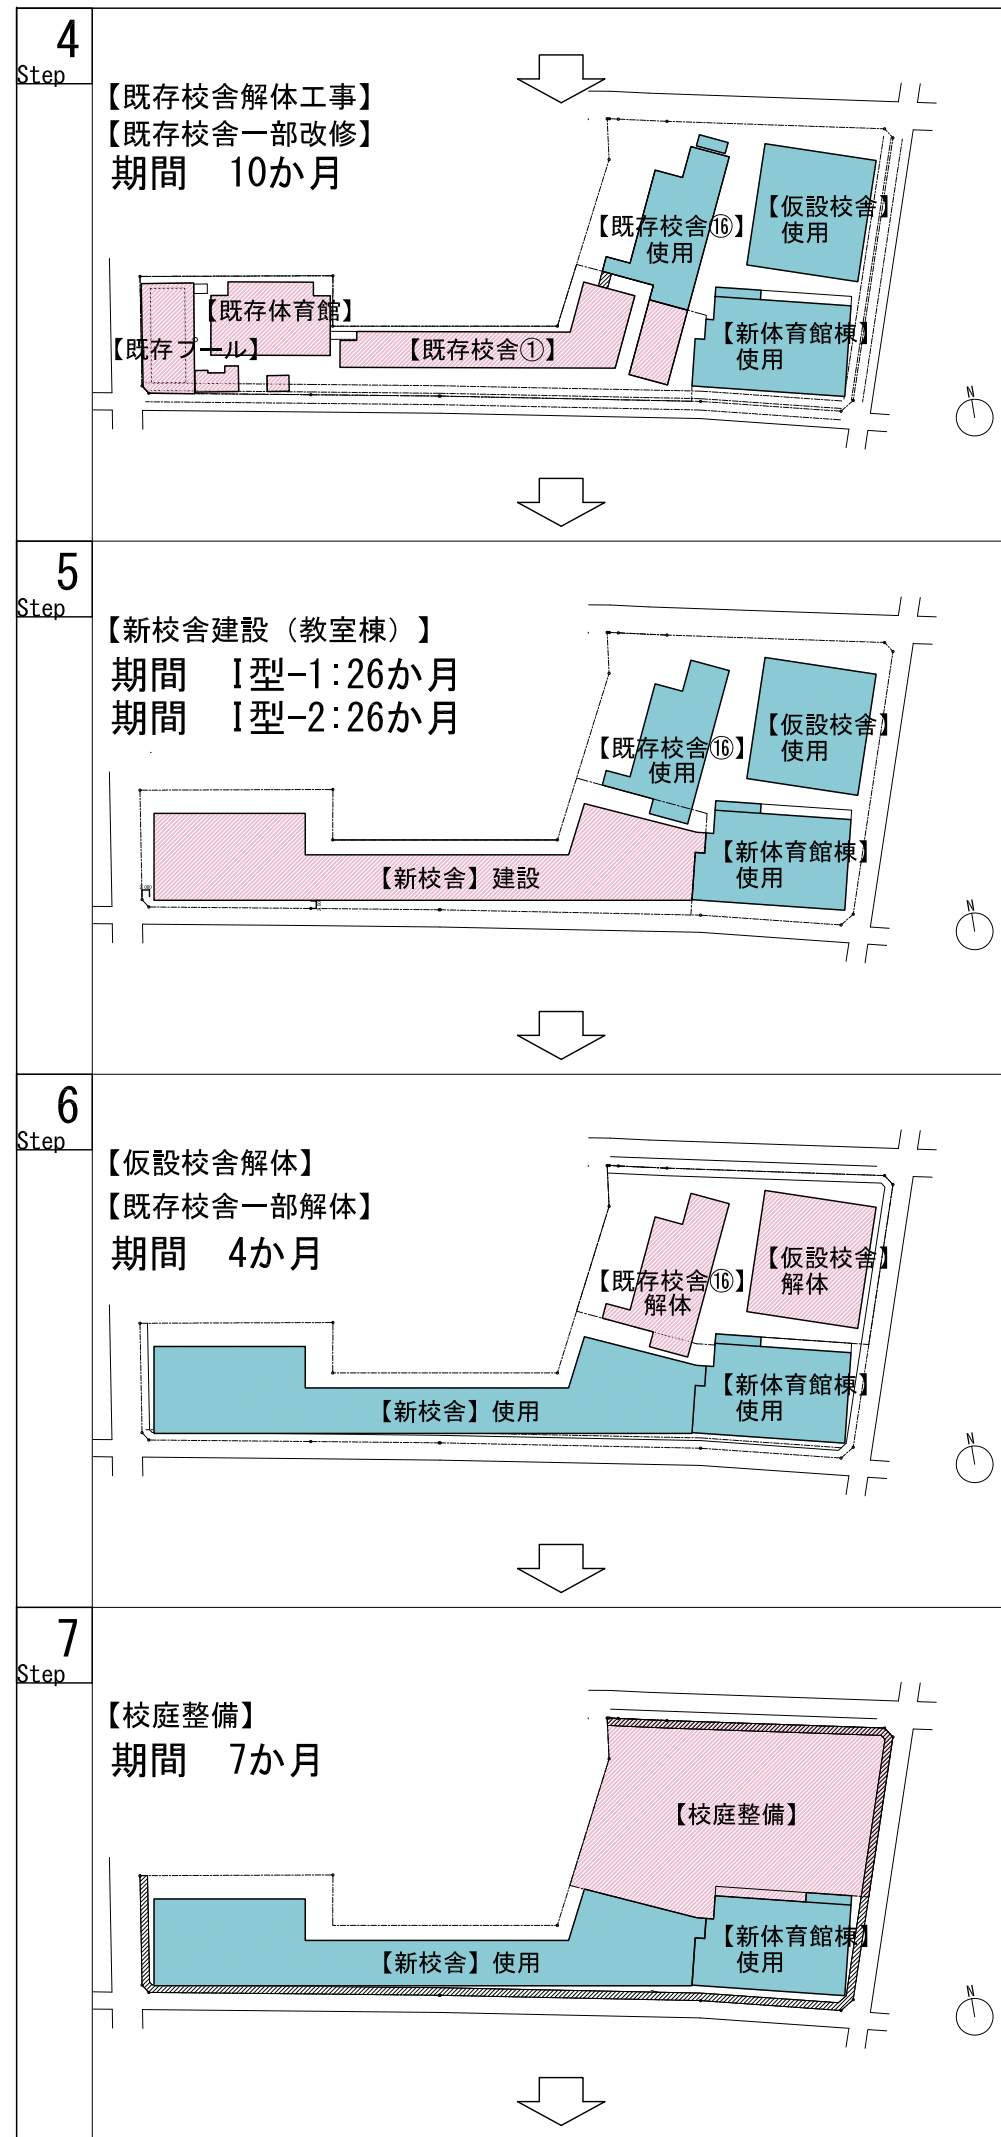 4
Step
【既存校舎解体工事】
【既存校舎一部改修】
期間　10か月
【既存校舎⑯】
使用
【仮設校舎】
使用
【既存体育館】
【既存プール】
【既存校舎①】
【新体育館棟】
使用
N
5
Step
【新校舎建設（教室棟）】
期間　Ⅰ型-1:26か月
期間　Ⅰ型-2:26か月
【既存校舎⑯】
使用
【仮設校舎】
使用
【新校舎】建設
【新体育館棟】
使用
N
6
Step
【仮設校舎解体】
【既存校舎一部解体】
期間　4か月
【既存校舎⑯】
解体
【仮設校舎】
解体
【新校舎】使用
【新体育館棟】
使用
N
7
Step
【校庭整備】
期間　7か月
【校庭整備】
【新校舎】使用
【新体育館棟】
使用
N